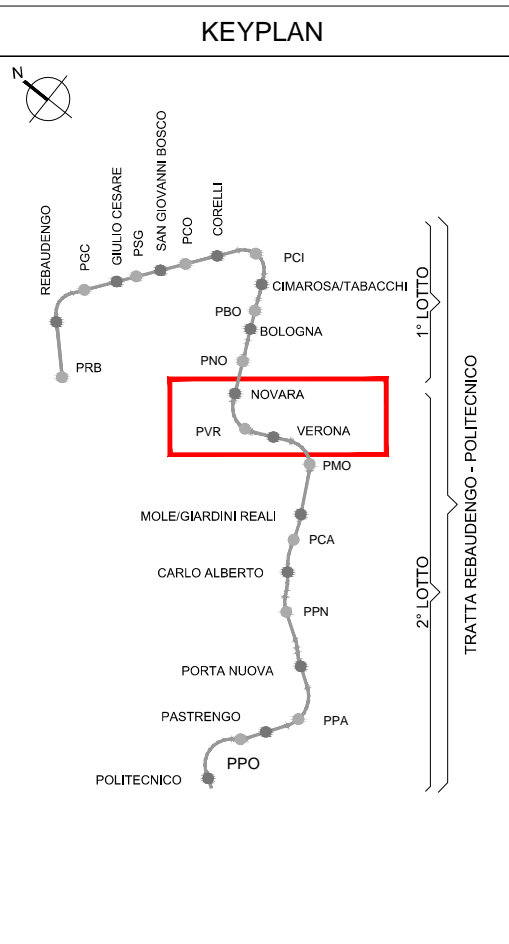 KEYPLAN
N
REBAUDENGO
PGC
GIULIO CESARE
PSG
SAN GIOVANNI BOSCO
PCO
CORELLI
PCI
CIMAROSA/TABACCHI
PBO
BOLOGNA
PNO
PRB
NOVARA
PVR
VERONA
PMO
MOLE/GIARDINI REALI
PCA
CARLO ALBERTO
PPN
PORTA NUOVA
PASTRENGO
PPA
PPO
POLITECNICO
1° LOTTO
2° LOTTO
TRATTA REBAUDENGO - POLITECNICO